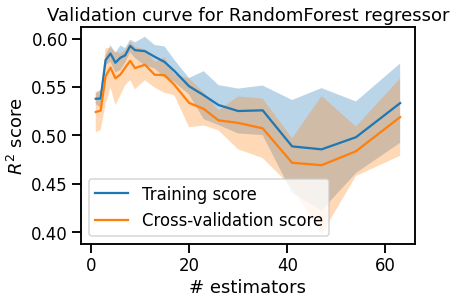 Validation curve for RandomForest regressor
0.60
0.55
0.50
0.45
0.40
R² score
Training score
Cross-validation score
0
20
40
60
# estimators